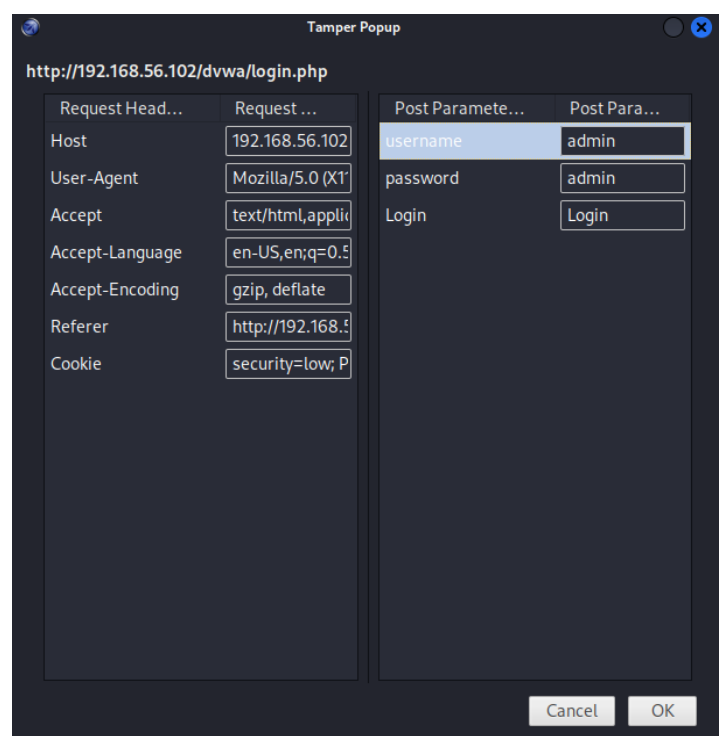 Tamper Popup
http://192.168.56.102/dvwa/login.php
Request Head... Request ...
Host 192.168.56.102
User-Agent Mozilla/5.0 (X1
Accept text/html,applic
Accept-Language en-US,en;q=0.5
Accept-Encoding gzip, deflate
Referer http://192.168.5
Cookie security=low; P
Post Paramete... Post Para...
username admin
password admin
Login Login
Cancel OK